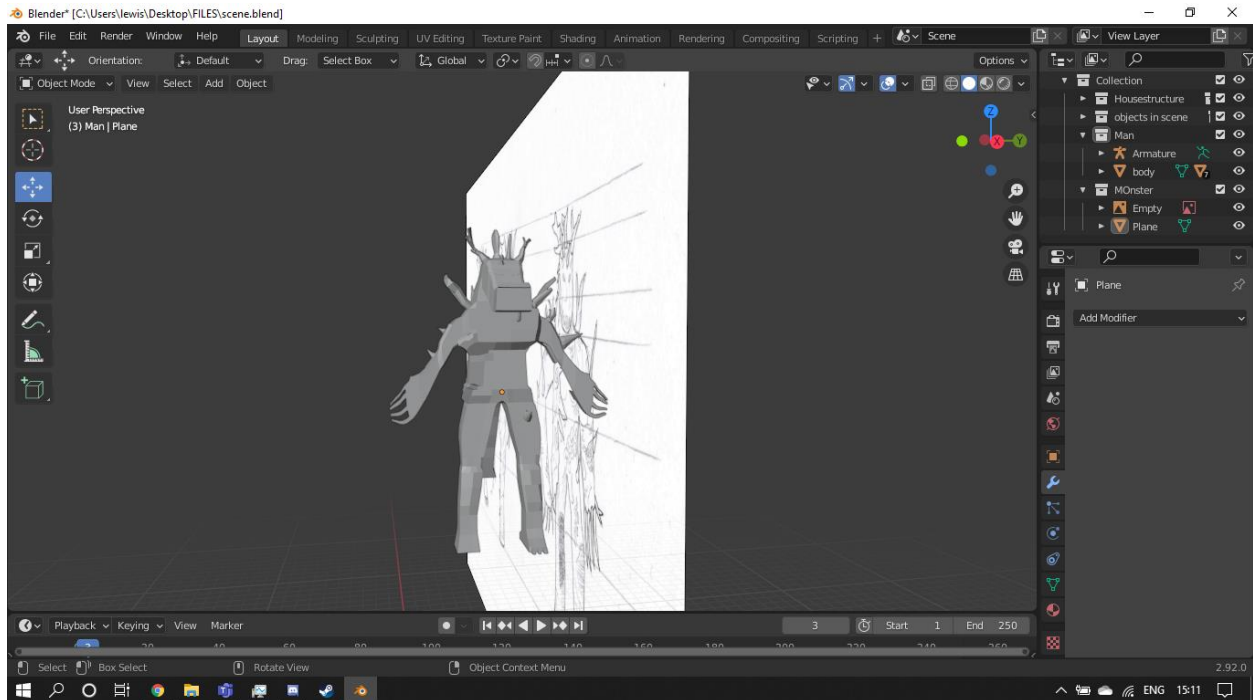 Blender* [C:\Users\lewis\Desktop\FILES\scene.blend]
File Edit Render Window Help Layout Modeling Sculpting UV Editing Texture Paint Shading Animation Rendering Compositing Scripting + Scene View Layer
Orientation: Default Drag: Select Box Global Options
Object Mode View Select Add Object
User Perspective
(3) Man | Plane
Z
X
Y
Collection
Housestructure
objects in scene
Man
Armature
body 7
MOnster
Empty
Plane
Plane
Add Modifier
Playback Keying View Marker 3 Start 1 End 250
Select Box Select Rotate View Object Context Menu 2.92.0
ENG 15:11